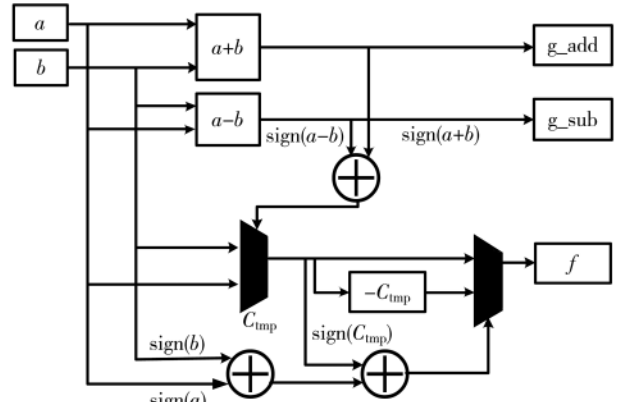 a
b
a+b
g_add
a−b
g_sub
sign(a−b)
sign(a+b)
C_tmp
−C_tmp
f
sign(C_tmp)
sign(b)
sign(a)